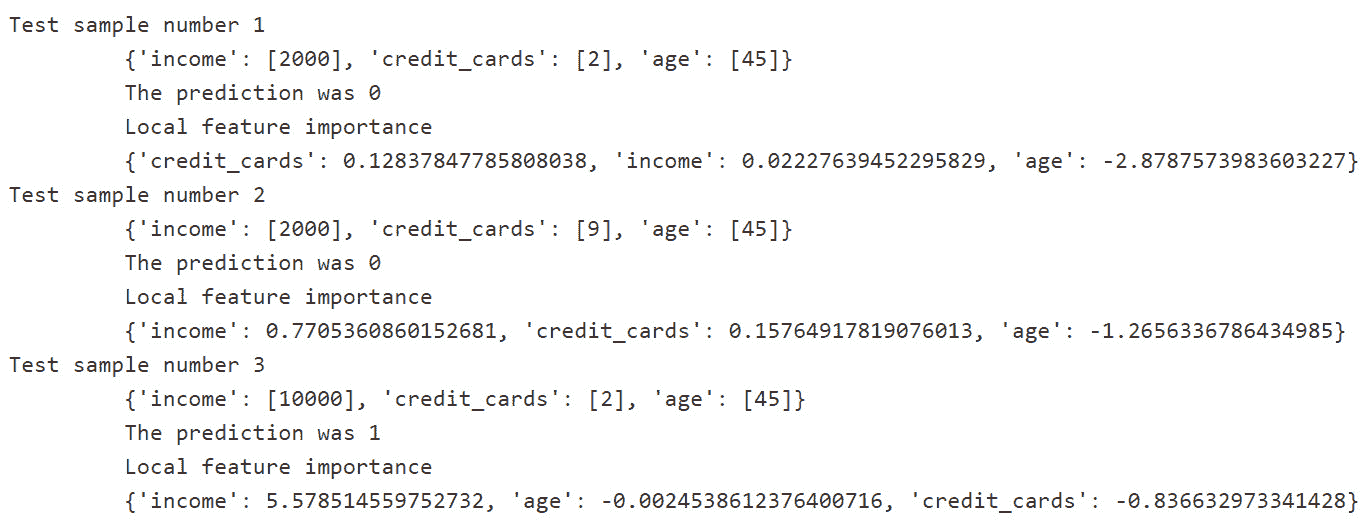 Test sample number 1
{'income': [2000], 'credit_cards': [2], 'age': [45]}
The prediction was 0
Local feature importance
{'credit_cards': 0.12837847785808038, 'income': 0.02227639452295829, 'age': -2.8787573983603227}
Test sample number 2
{'income': [2000], 'credit_cards': [9], 'age': [45]}
The prediction was 0
Local feature importance
{'income': 0.7705360860152681, 'credit_cards': 0.15764917819076013, 'age': -1.2656336786434985}
Test sample number 3
{'income': [10000], 'credit_cards': [2], 'age': [45]}
The prediction was 1
Local feature importance
{'income': 5.578514559752732, 'age': -0.0024538612376400716, 'credit_cards': -0.836632973341428}